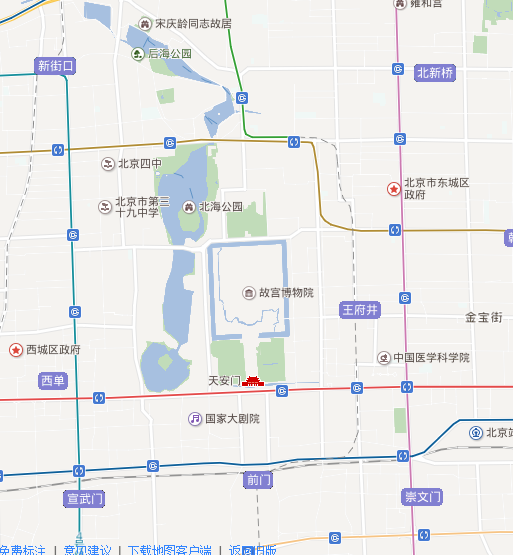 雍和宫
宋庆龄同志故居
后海公园
新街口
北新桥
北京四中
北京市东城区
政府
北京市第三
十九中学
北海公园
故宫博物院
王府井
金宝街
西城区政府
中国医学科学院
西单
天安门
国家大剧院
北京站
前门
宣武门
崇文门
免费标注 | 意见建议 | 下载地图客户端 | 返回旧版